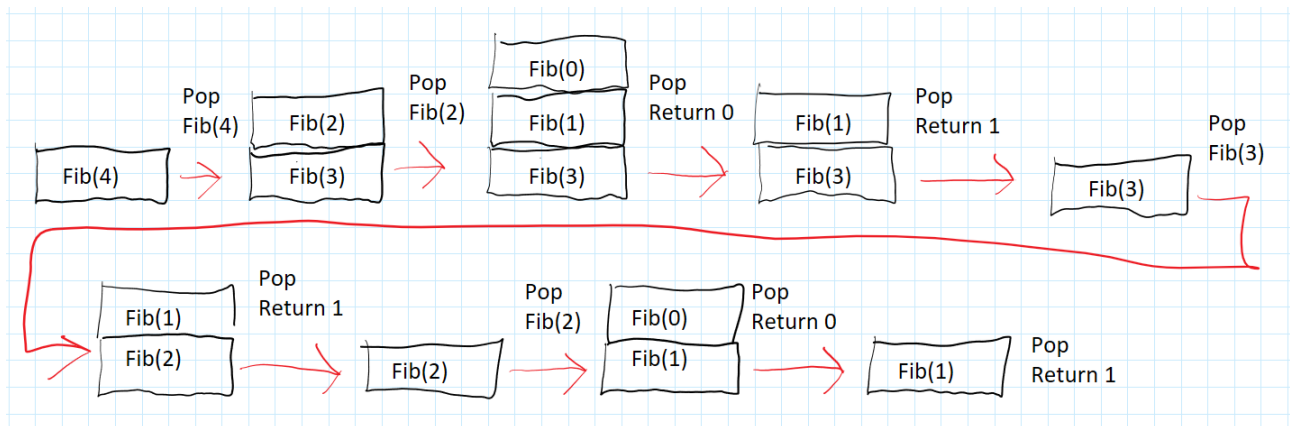 Fib(4)
Pop
Fib(4)
Fib(2)
Fib(3)
Pop
Fib(2)
Fib(0)
Fib(1)
Fib(3)
Pop
Return 0
Fib(1)
Fib(3)
Pop
Return 1
Fib(3)
Pop
Fib(3)
Fib(1)
Fib(2)
Pop
Return 1
Fib(2)
Pop
Fib(2)
Fib(0)
Fib(1)
Pop
Return 0
Fib(1)
Pop
Return 1